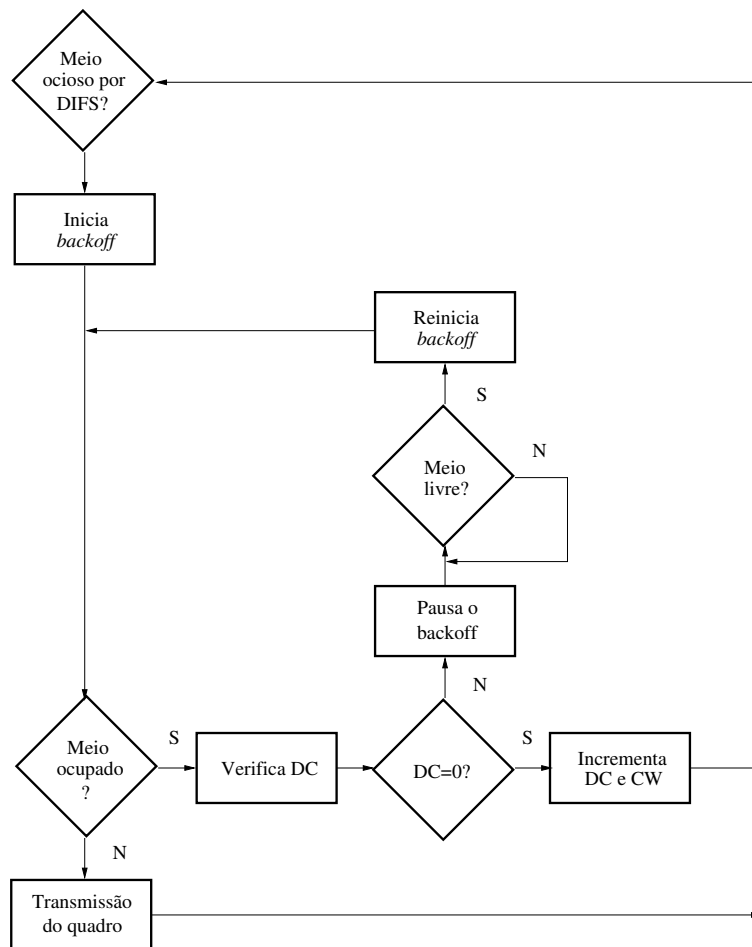 Meio
ocioso por
DIFS?
Inicia
backoff
Reinicia
backoff
S
Meio
livre?
N
Pausa o
backoff
N
Meio
ocupado
?
S
Verifica DC
DC=0?
S
Incrementa
DC e CW
N
Transmissão
do quadro